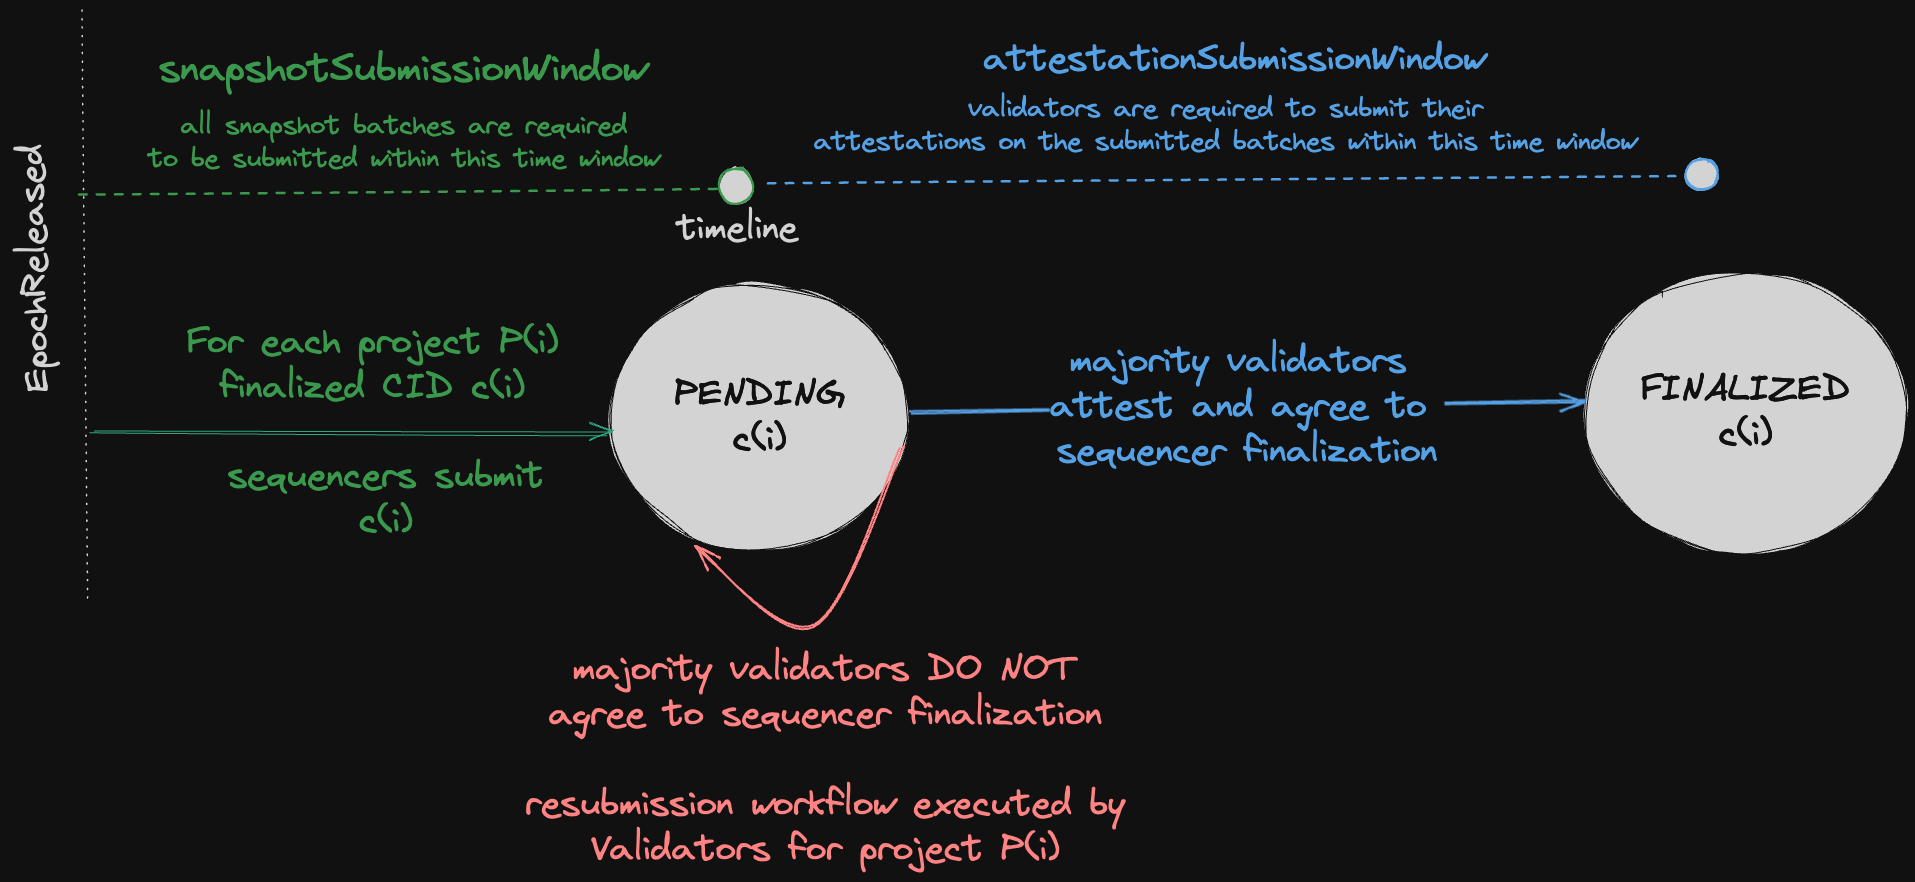 EpochReleased
snapshotSubmissionWindow
all snapshot batches are required
to be submitted within this time window
attestationSubmissionWindow
validators are required to submit their
attestations on the submitted batches within this time window
timeline
For each project P(i)
finalized CID c(i)
sequencers submit
c(i)
PENDING
c(i)
majority validators
attest and agree to
sequencer finalization
FINALIZED
c(i)
majority validators DO NOT
agree to sequencer finalization
resubmission workflow executed by
Validators for project P(i)